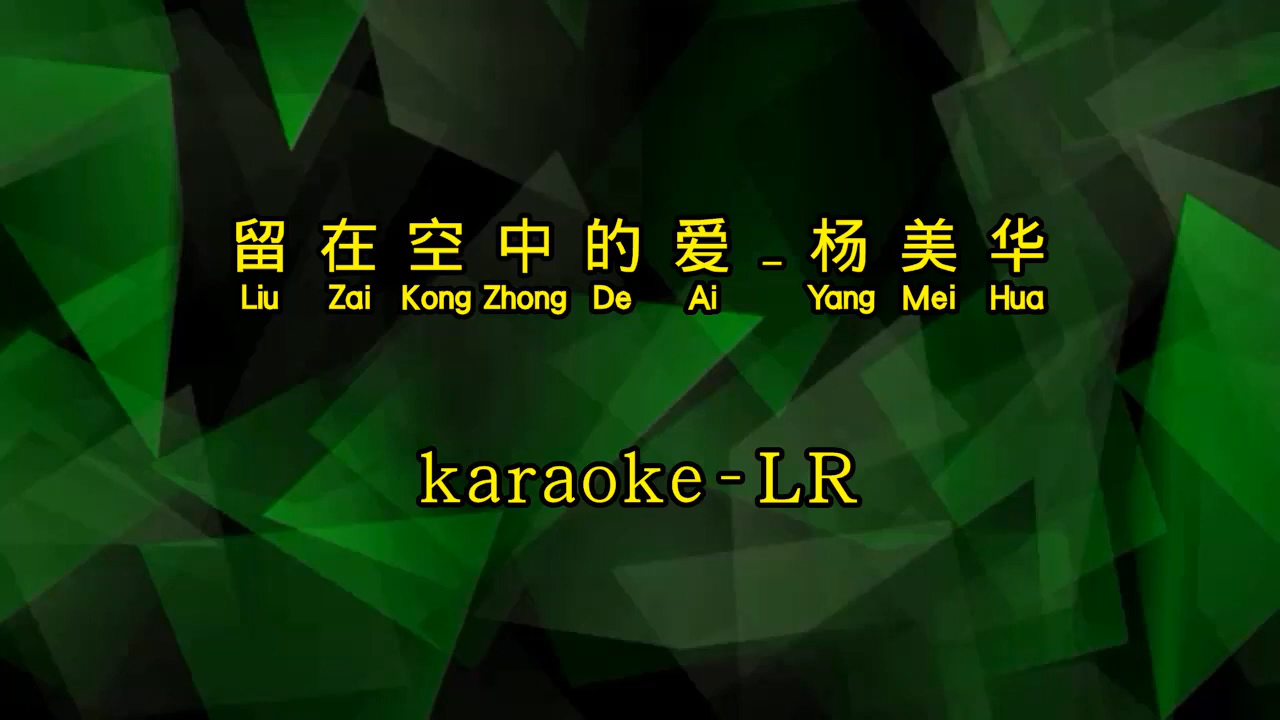 留 在 空 中 的 爱 - 杨 美 华
Liu Zai Kong Zhong De Ai Yang Mei Hua
karaoke-LR